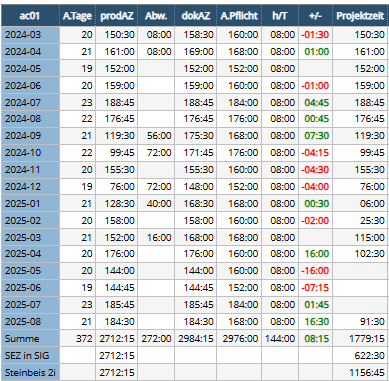 ac01 A.Tage prodAZ Abw. dokAZ A.Pflicht h/T +/- Projektzeit
2024-03 20 150:30 08:00 158:30 160:00 08:00 -01:30 150:30
2024-04 21 161:00 08:00 169:00 168:00 08:00 01:00 161:00
2024-05 19 152:00 152:00 152:00 08:00 152:00
2024-06 20 159:00 159:00 160:00 08:00 -01:00 159:00
2024-07 23 188:45 188:45 184:00 08:00 04:45 188:45
2024-08 22 176:45 176:45 176:00 08:00 00:45 176:45
2024-09 21 119:30 56:00 175:30 168:00 08:00 07:30 119:30
2024-10 22 99:45 72:00 171:45 176:00 08:00 -04:15 99:45
2024-11 20 155:30 155:30 160:00 08:00 -04:30 155:30
2024-12 19 76:00 72:00 148:00 152:00 08:00 -04:00 76:00
2025-01 21 128:30 40:00 168:30 168:00 08:00 00:30 06:00
2025-02 20 158:00 158:00 160:00 08:00 -02:00 25:30
2025-03 21 152:00 16:00 168:00 168:00 08:00 115:00
2025-04 20 176:00 176:00 160:00 08:00 16:00 102:30
2025-05 20 144:00 144:00 160:00 08:00 -16:00
2025-06 19 144:45 144:45 152:00 08:00 -07:15
2025-07 23 185:45 185:45 184:00 08:00 01:45
2025-08 21 184:30 184:30 168:00 08:00 16:30 91:30
Summe 372 2712:15 272:00 2984:15 2976:00 144:00 08:15 1779:15
SEZ in SIG 2712:15 622:30
Steinbeis 2i 2712:15 1156:45